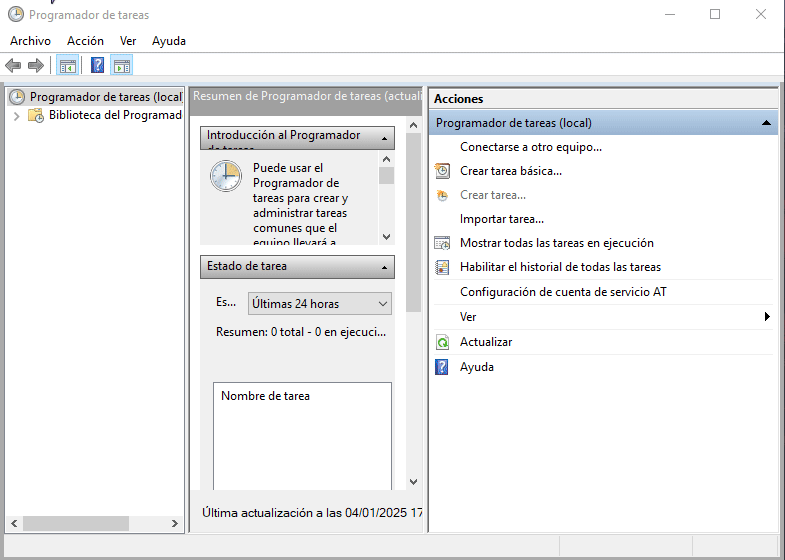 Programador de tareas
Archivo Acción Ver Ayuda
Programador de tareas (local)
Biblioteca del Programad
Resumen de Programador de tareas (actuali
Introducción al Programador
de tareas
Puede usar el
Programador de
tareas para crear y
administrar tareas
comunes que el
equipo llevará a
Estado de tarea
Es... Últimas 24 horas
Resumen: 0 total - 0 en ejecuci...
Nombre de tarea
Última actualización a las 04/01/2025 17
Acciones
Programador de tareas (local)
Conectarse a otro equipo...
Crear tarea básica...
Crear tarea...
Importar tarea...
Mostrar todas las tareas en ejecución
Habilitar el historial de todas las tareas
Configuración de cuenta de servicio AT
Ver
Actualizar
Ayuda